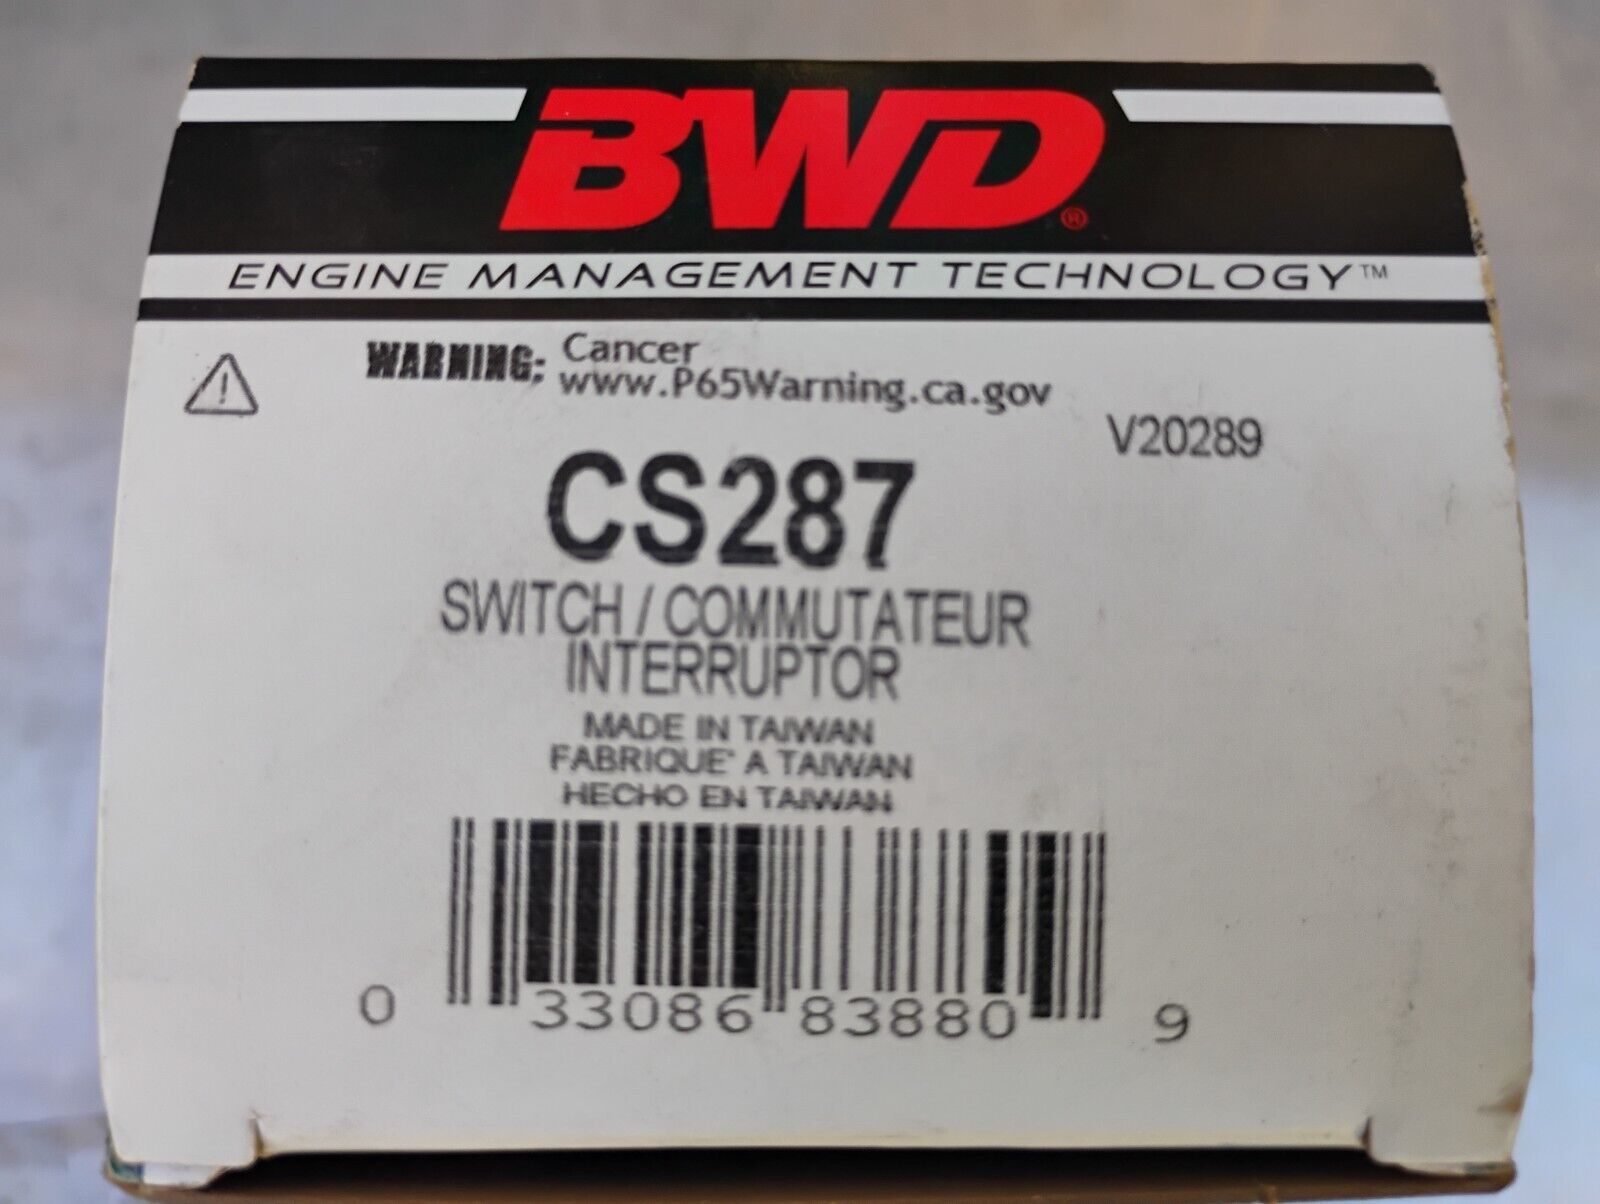 BWD®
ENGINE MANAGEMENT TECHNOLOGY™
WARNING: Cancer
www.P65Warning.ca.gov
V20289
CS287
SWITCH / COMMUTATEUR
INTERRUPTOR
MADE IN TAIWAN
FABRIQUE' A TAIWAN
HECHO EN TAIWAN
0 33086 83880 9